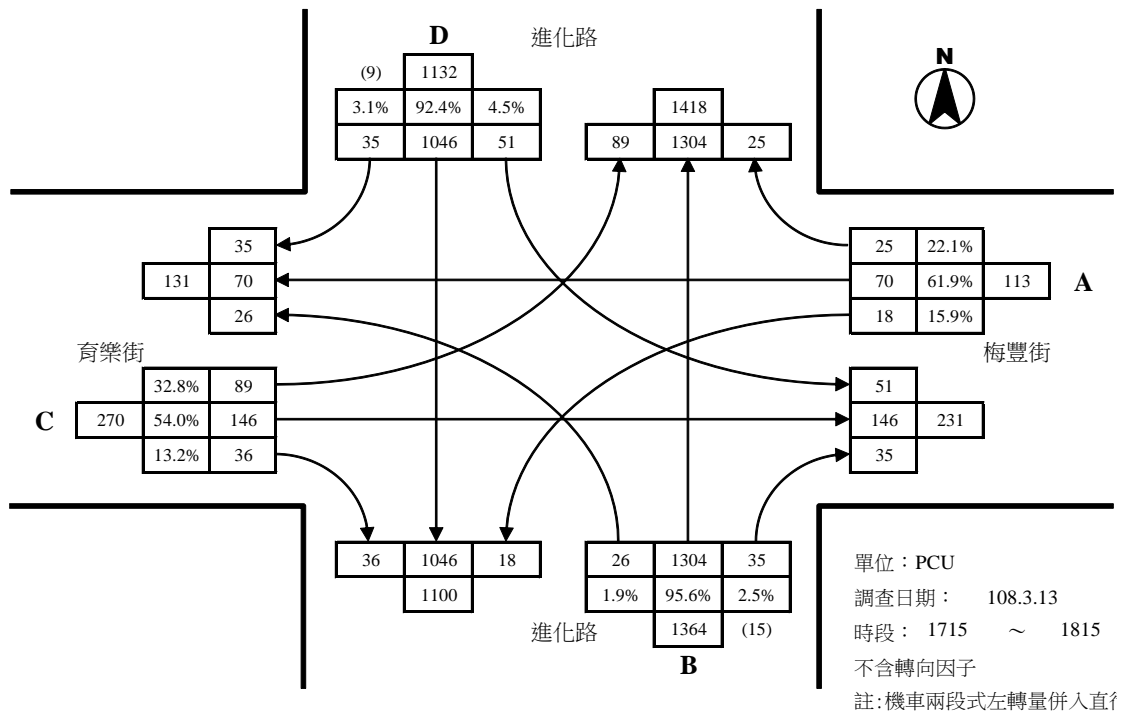 D 進化路
N
(9) 1132
3.1% 92.4% 4.5%
35 1046 51
1418
89 1304 25
35
131 70
26
25 22.1%
70 61.9% 113 A
18 15.9%
育樂街
梅豐街
32.8% 89
C 270 54.0% 146
13.2% 36
51
146 231
35
36 1046 18
1100
進化路
26 1304 35
1.9% 95.6% 2.5%
1364 (15)
B
單位：PCU
調查日期： 108.3.13
時段： 1715 ～ 1815
不含轉向因子
註:機車兩段式左轉量併入直